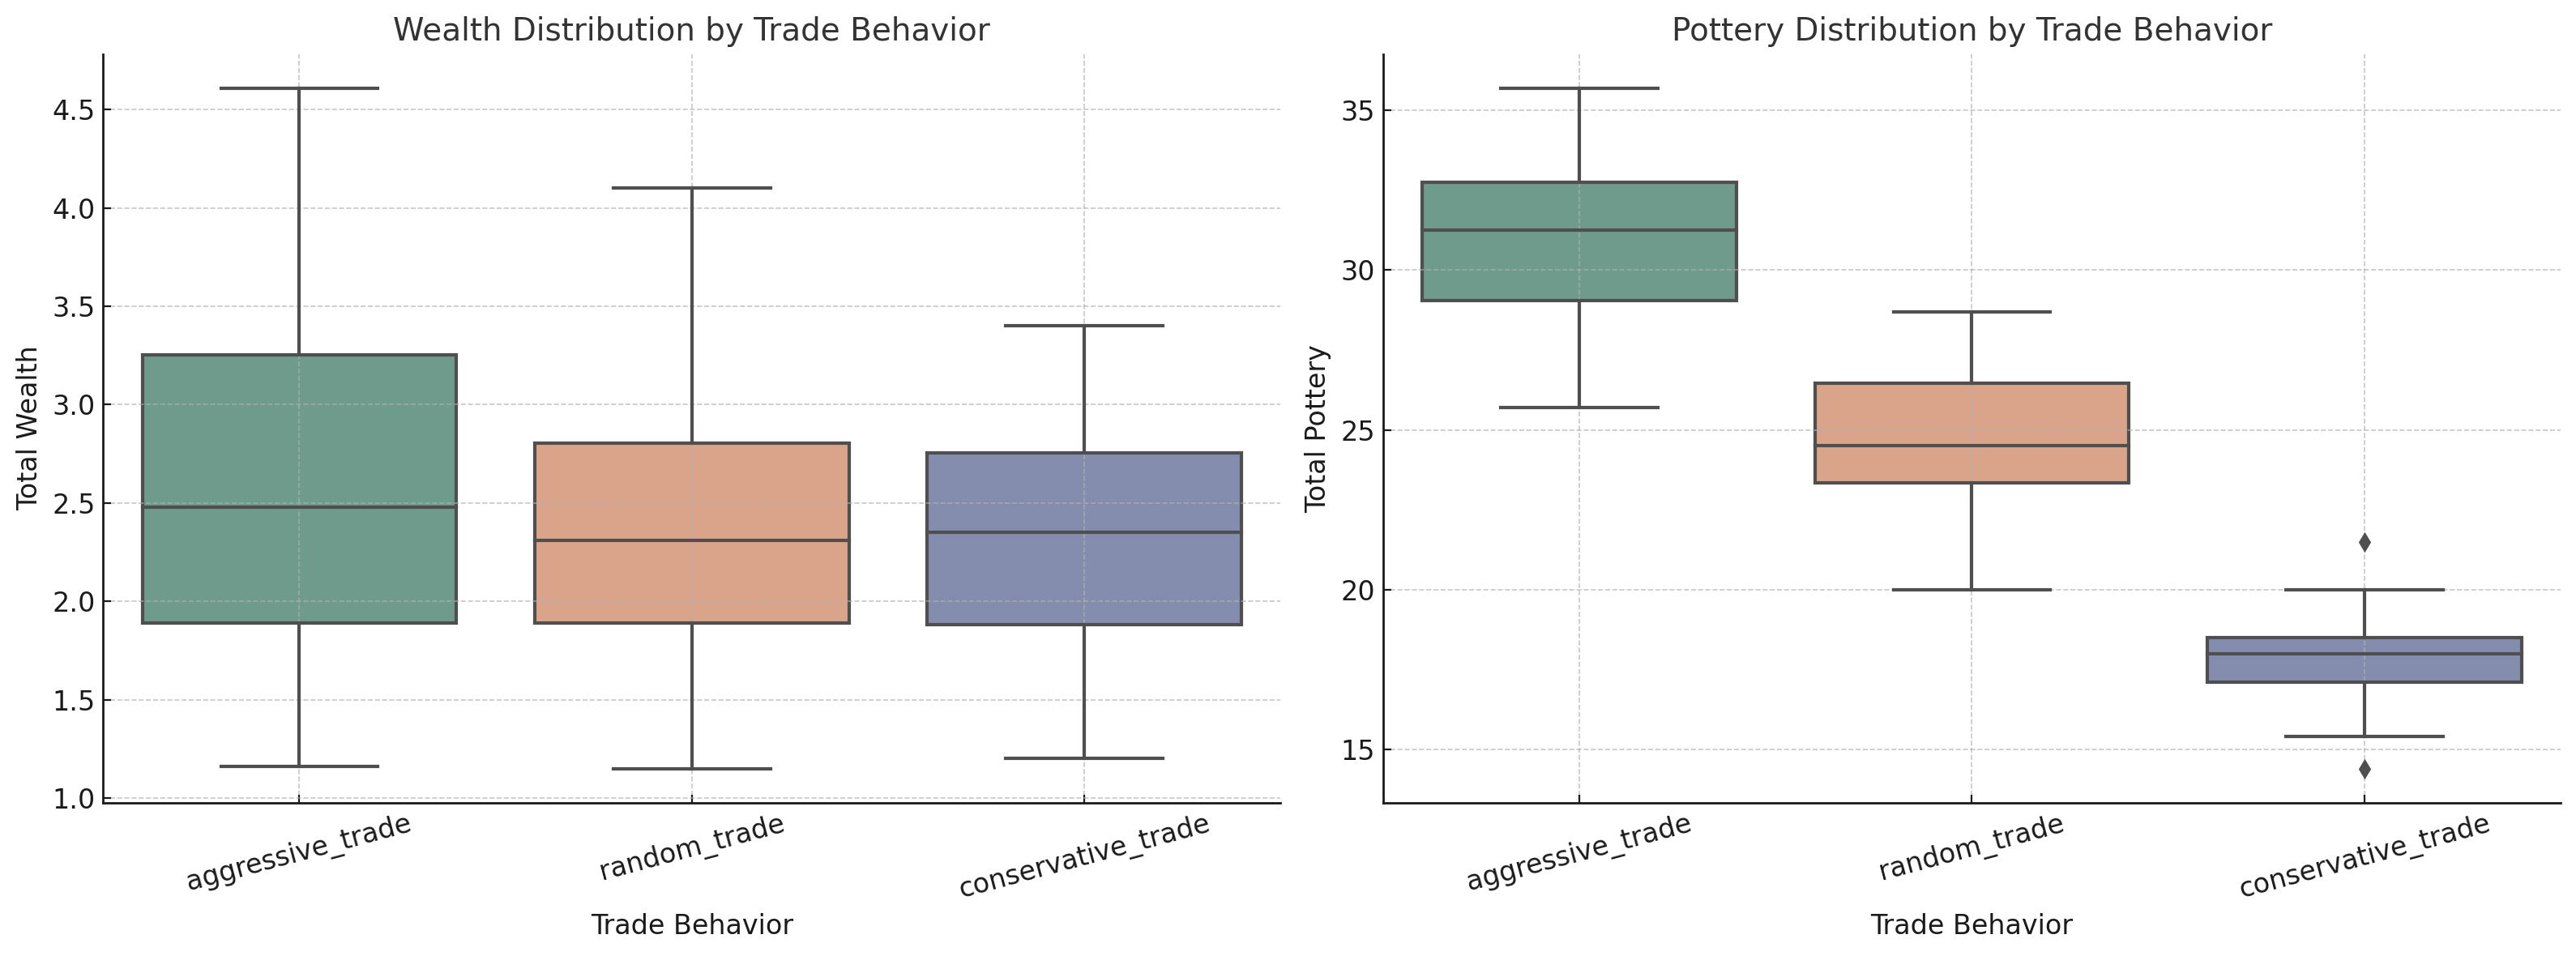 Wealth Distribution by Trade Behavior
Total Wealth
4.5
4.0
3.5
3.0
2.5
2.0
1.5
1.0
aggressive_trade
random_trade
conservative_trade
Trade Behavior
Pottery Distribution by Trade Behavior
Total Pottery
35
30
25
20
15
aggressive_trade
random_trade
conservative_trade
Trade Behavior